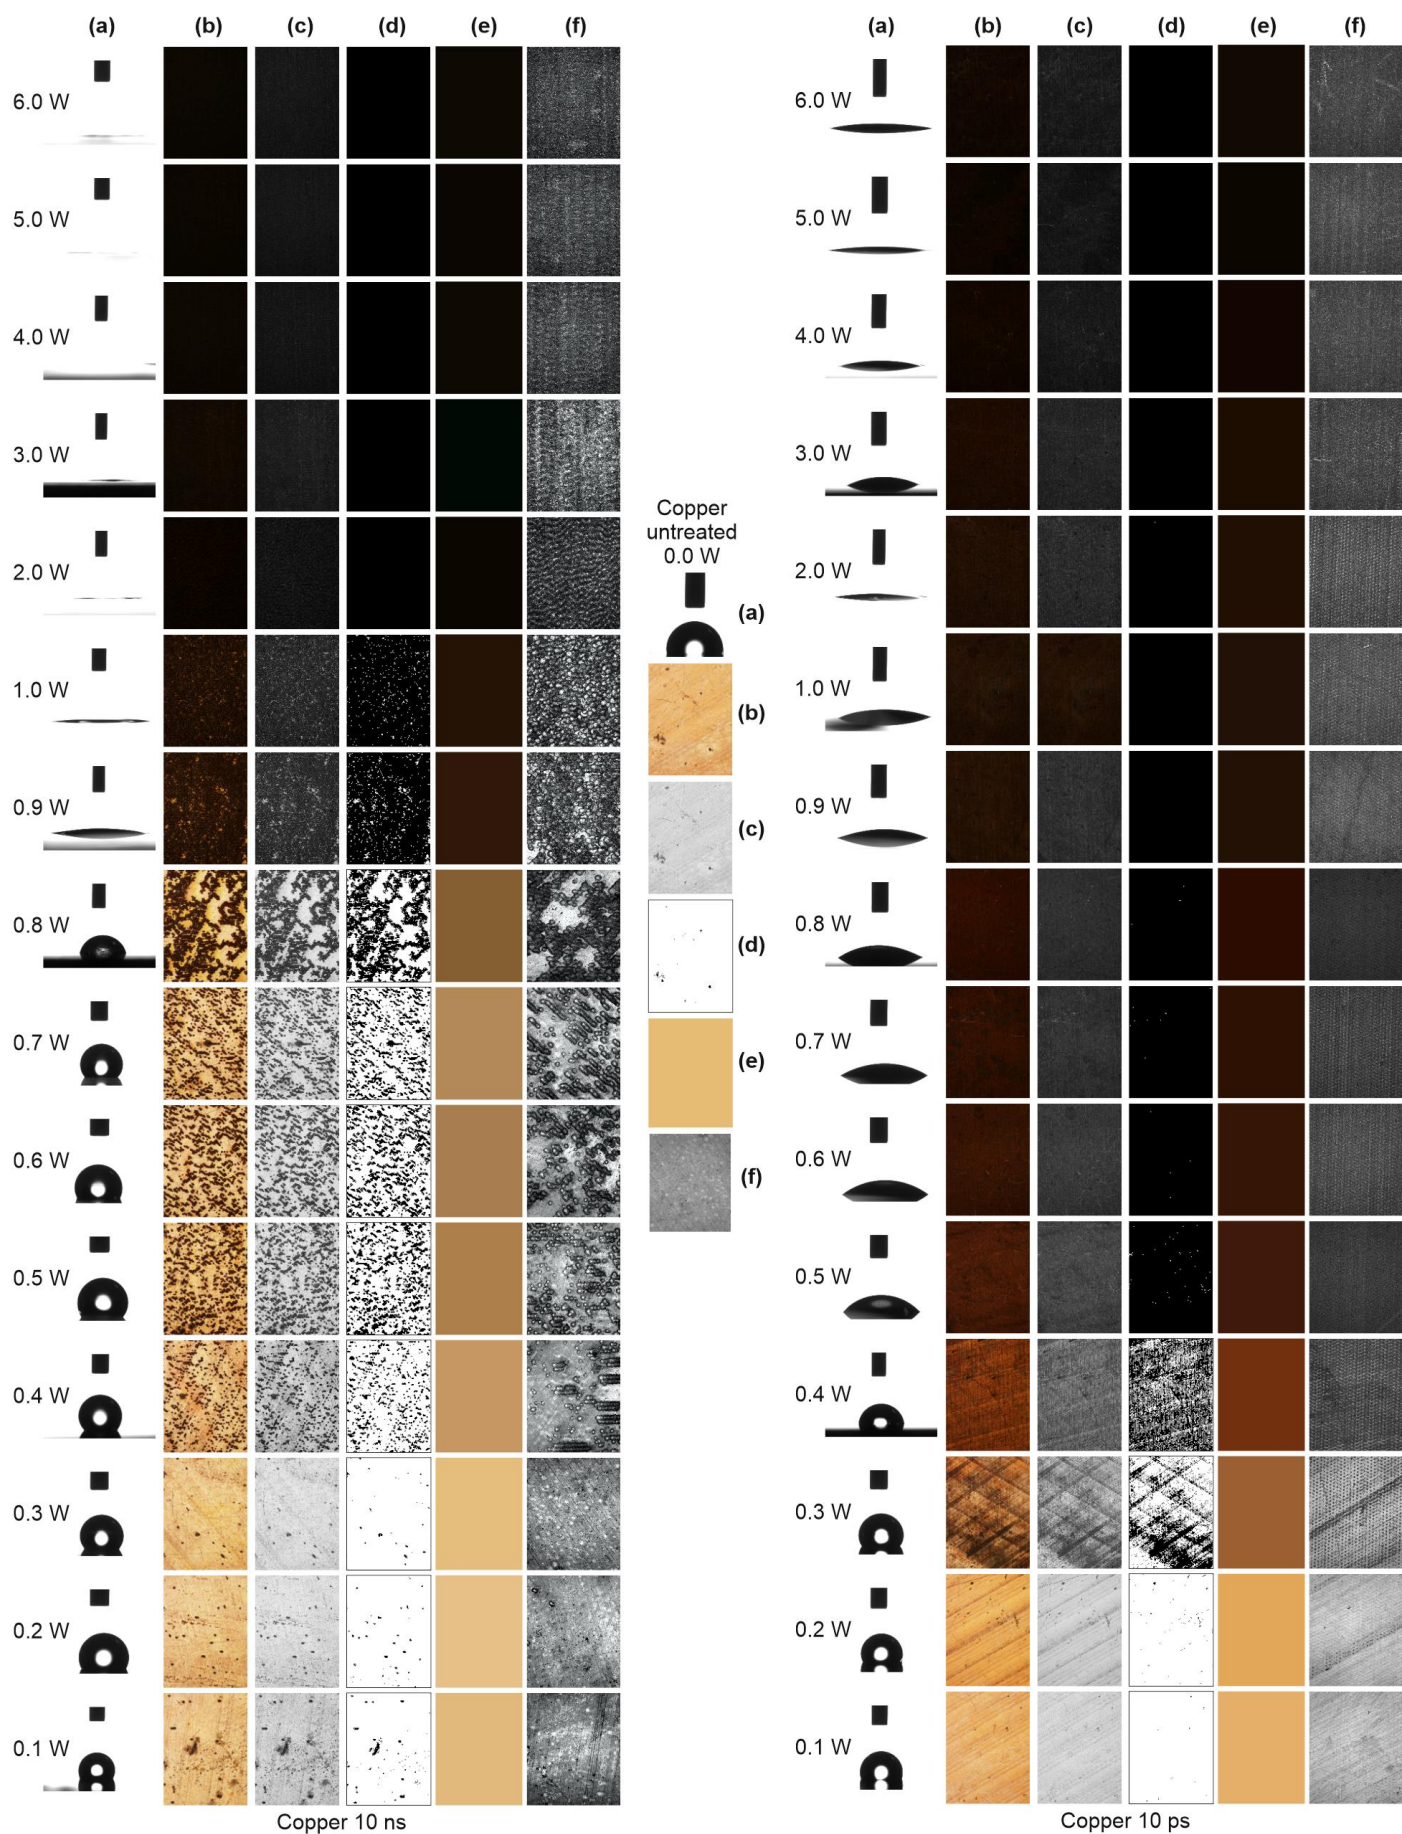 (a) (b) (c) (d) (e) (f)
6.0 W
5.0 W
4.0 W
3.0 W
2.0 W
1.0 W
0.9 W
0.8 W
0.7 W
0.6 W
0.5 W
0.4 W
0.3 W
0.2 W
0.1 W
Copper 10 ns
Copper
untreated
0.0 W
(a)
(b)
(c)
(d)
(e)
(f)
(a) (b) (c) (d) (e) (f)
6.0 W
5.0 W
4.0 W
3.0 W
2.0 W
1.0 W
0.9 W
0.8 W
0.7 W
0.6 W
0.5 W
0.4 W
0.3 W
0.2 W
0.1 W
Copper 10 ps